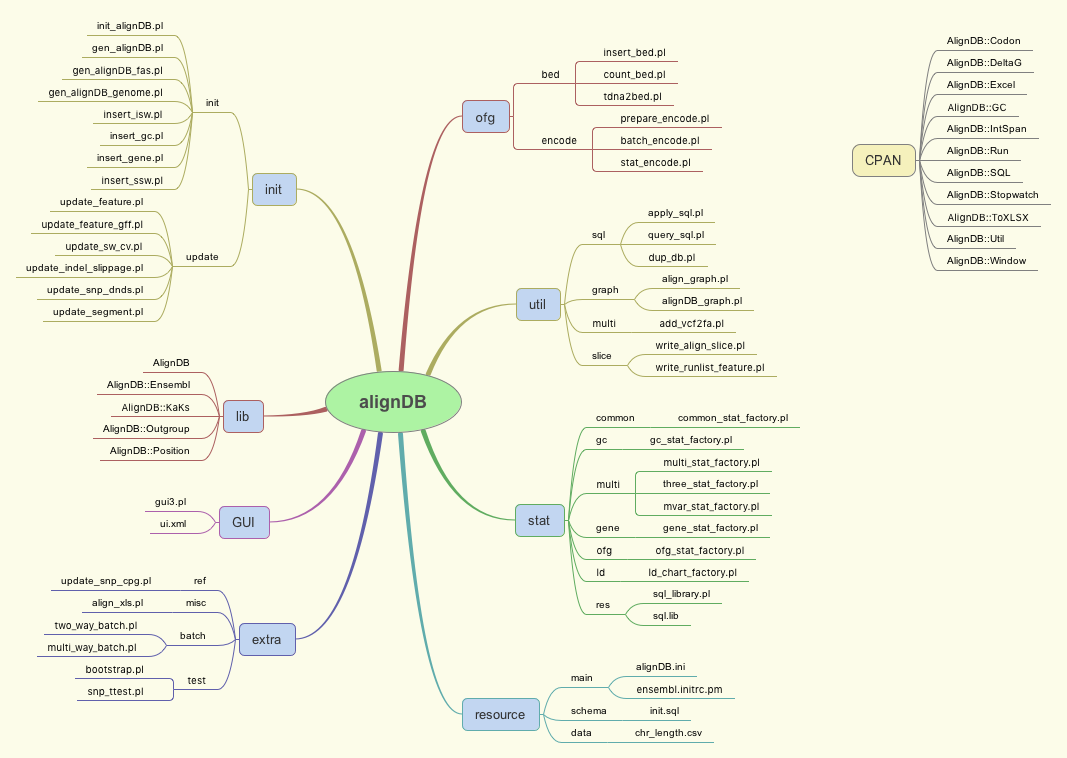 alignDB
init
init
init_alignDB.pl
gen_alignDB.pl
gen_alignDB_fas.pl
gen_alignDB_genome.pl
insert_isw.pl
insert_gc.pl
insert_gene.pl
insert_ssw.pl
update
update_feature.pl
update_feature_gff.pl
update_sw_cv.pl
update_indel_slippage.pl
update_snp_dnds.pl
update_segment.pl
lib
AlignDB
AlignDB::Ensembl
AlignDB::KaKs
AlignDB::Outgroup
AlignDB::Position
GUI
gui3.pl
ui.xml
extra
ref
update_snp_cpg.pl
misc
align_xls.pl
batch
two_way_batch.pl
multi_way_batch.pl
test
bootstrap.pl
snp_ttest.pl
ofg
bed
insert_bed.pl
count_bed.pl
tdna2bed.pl
encode
prepare_encode.pl
batch_encode.pl
stat_encode.pl
util
sql
apply_sql.pl
query_sql.pl
dup_db.pl
graph
align_graph.pl
alignDB_graph.pl
multi
add_vcf2fa.pl
slice
write_align_slice.pl
write_runlist_feature.pl
stat
common
common_stat_factory.pl
gc
gc_stat_factory.pl
multi
multi_stat_factory.pl
three_stat_factory.pl
mvar_stat_factory.pl
gene
gene_stat_factory.pl
ofg
ofg_stat_factory.pl
ld
ld_chart_factory.pl
res
sql_library.pl
sql.lib
resource
main
alignDB.ini
ensembl.initrc.pm
schema
init.sql
data
chr_length.csv
CPAN
AlignDB::Codon
AlignDB::DeltaG
AlignDB::Excel
AlignDB::GC
AlignDB::IntSpan
AlignDB::Run
AlignDB::SQL
AlignDB::Stopwatch
AlignDB::ToXLSX
AlignDB::Util
AlignDB::Window